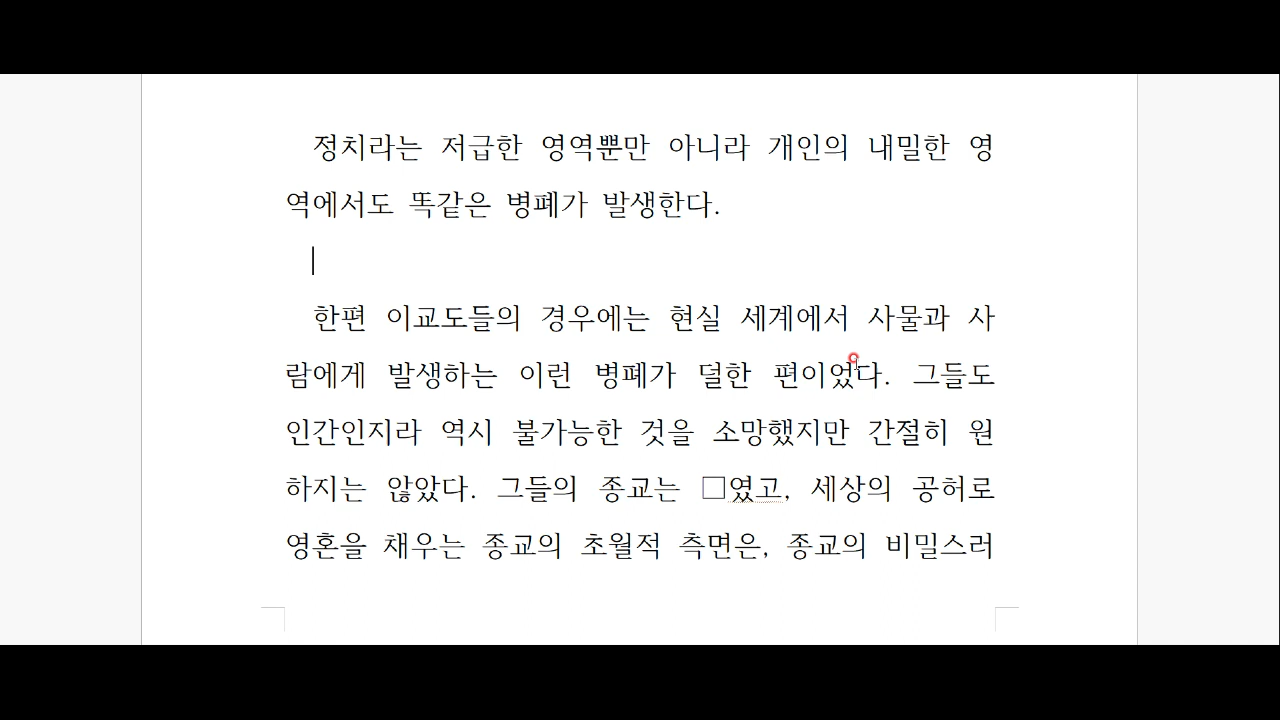 정치라는 저급한 영역뿐만 아니라 개인의 내밀한 영
역에서도 똑같은 병폐가 발생한다.
한편 이교도들의 경우에는 현실 세계에서 사물과 사
람에게 발생하는 이런 병폐가 덜한 편이었다. 그들도
인간인지라 역시 불가능한 것을 소망했지만 간절히 원
하지는 않았다. 그들의 종교는 □였고, 세상의 공허로
영혼을 채우는 종교의 초월적 측면은, 종교의 비밀스러